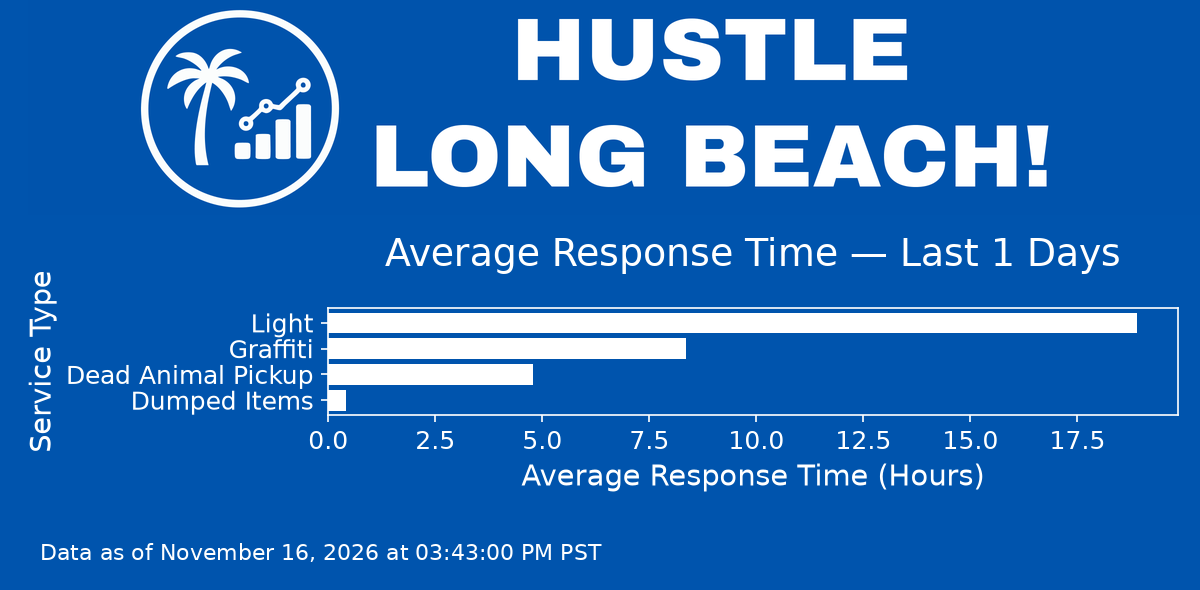 HUSTLE
LONG BEACH!
Average Response Time — Last 1 Days
Service Type
Light
Graffiti
Dead Animal Pickup
Dumped Items
0.0 2.5 5.0 7.5 10.0 12.5 15.0 17.5
Average Response Time (Hours)
Data as of November 16, 2026 at 03:43:00 PM PST